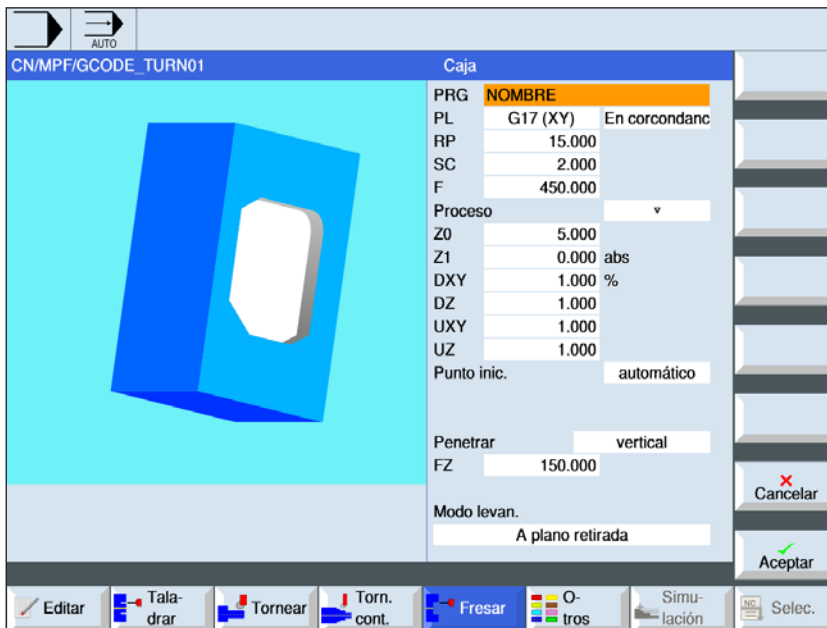 AUTO
CN/MPF/GCODE_TURN01
Caja
PRG NOMBRE
PL G17 (XY) En corcondanc
RP 15.000
SC 2.000
F 450.000
Proceso ▿
Z0 5.000
Z1 0.000 abs
DXY 1.000 %
DZ 1.000
UXY 1.000
UZ 1.000
Punto inic. automático
Penetrar vertical
FZ 150.000
Modo levan.
A plano retirada
Cancelar
Aceptar
Editar
Tala-
drar
Tornear
Torn.
cont.
Fresar
O-
tros
Simu-
lación
NC
Selec.